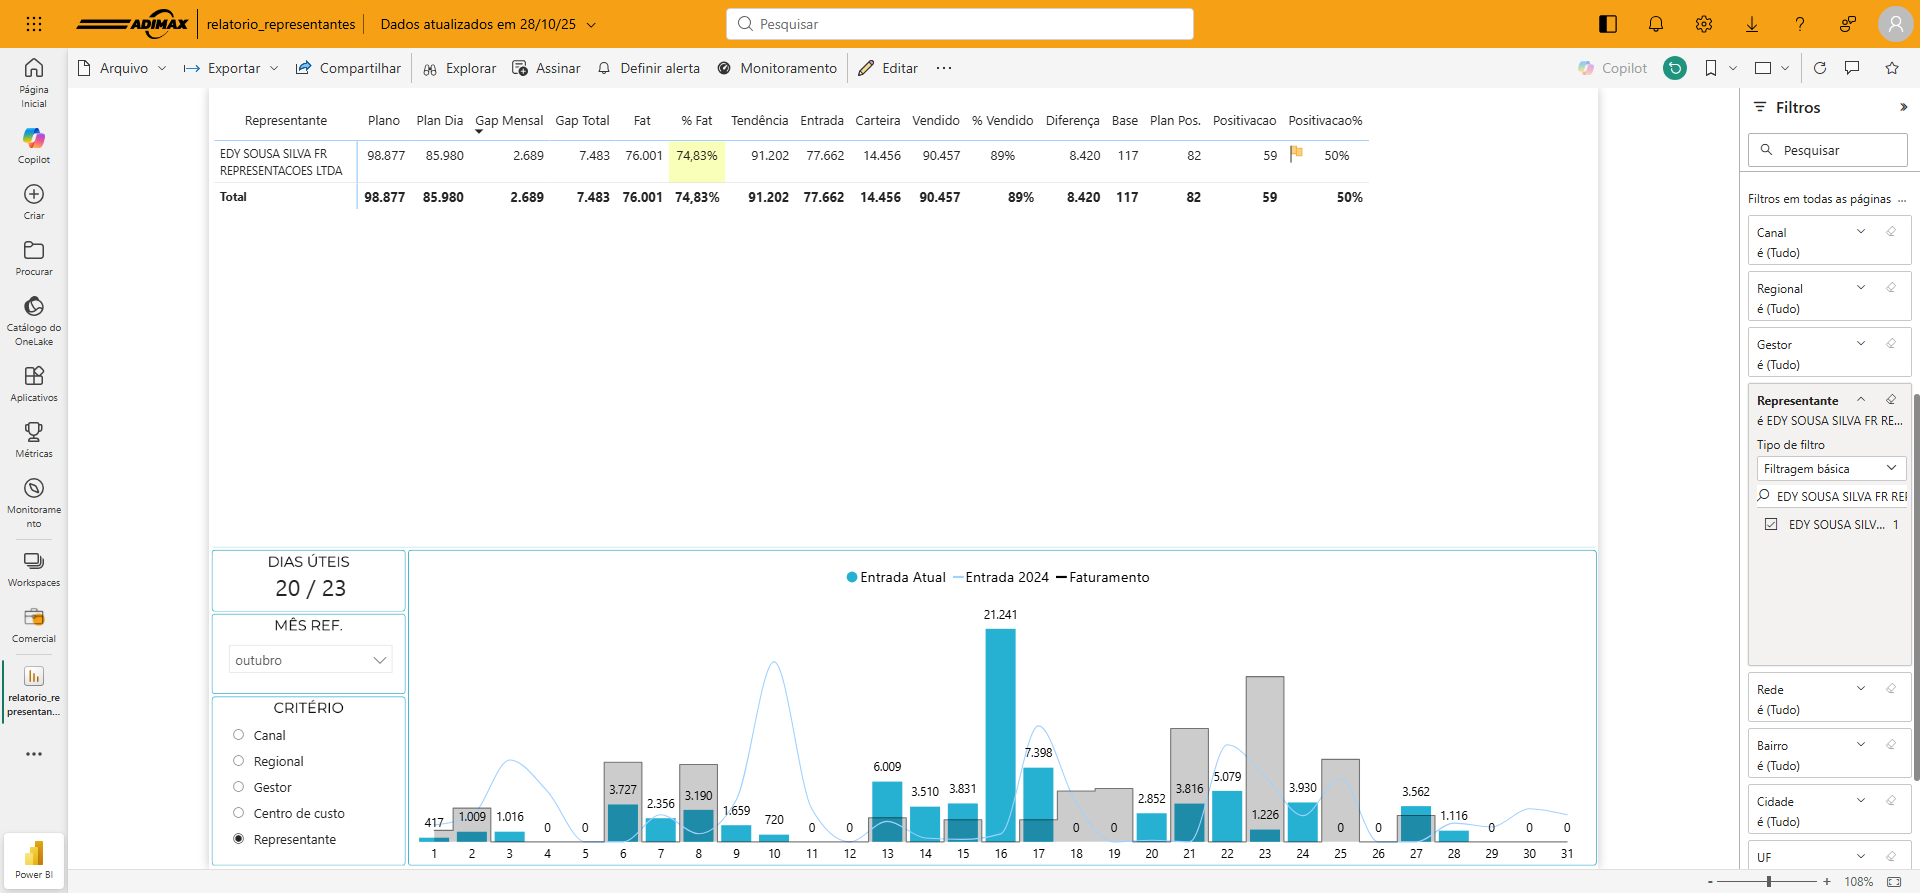 ADIMAX
relatorio_representantes
Dados atualizados em 28/10/25
Pesquisar
Arquivo
Exportar
Compartilhar
Explorar
Assinar
Definir alerta
Monitoramento
Editar
Copilot
Página
Inicial
Copilot
Criar
Procurar
Catálogo do
OneLake
Aplicativos
Métricas
Monitorame
nto
Workspaces
Comercial
relatorio_re
presentan...
Power BI
Representante Plano Plan Dia Gap Mensal Gap Total Fat % Fat Tendência Entrada Carteira Vendido % Vendido Diferença Base Plan Pos. Positivacao Positivacao%
EDY SOUSA SILVA FR
REPRESENTACOES LTDA
98.877 85.980 2.689 7.483 76.001 74,83% 91.202 77.662 14.456 90.457 89% 8.420 117 82 59 50%
Total 98.877 85.980 2.689 7.483 76.001 74,83% 91.202 77.662 14.456 90.457 89% 8.420 117 82 59 50%
DIAS ÚTEIS
20 / 23
MÊS REF.
outubro
CRITÉRIO
Canal
Regional
Gestor
Centro de custo
Representante
Entrada Atual Entrada 2024 Faturamento
417 1.009 1.016 0 0 3.727 2.356 3.190 1.659 720 0 0 6.009 3.510 3.831 21.241 7.398 0 0 2.852 3.816 5.079 1.226 3.930 0 0 3.562 1.116 0 0 0
1 2 3 4 5 6 7 8 9 10 11 12 13 14 15 16 17 18 19 20 21 22 23 24 25 26 27 28 29 30 31
Filtros
Pesquisar
Filtros em todas as páginas ...
Canal
é (Tudo)
Regional
é (Tudo)
Gestor
é (Tudo)
Representante
é EDY SOUSA SILVA FR RE...
Tipo de filtro
Filtragem básica
EDY SOUSA SILVA FR REP
EDY SOUSA SILV... 1
Rede
é (Tudo)
Bairro
é (Tudo)
Cidade
é (Tudo)
UF
- + 108%